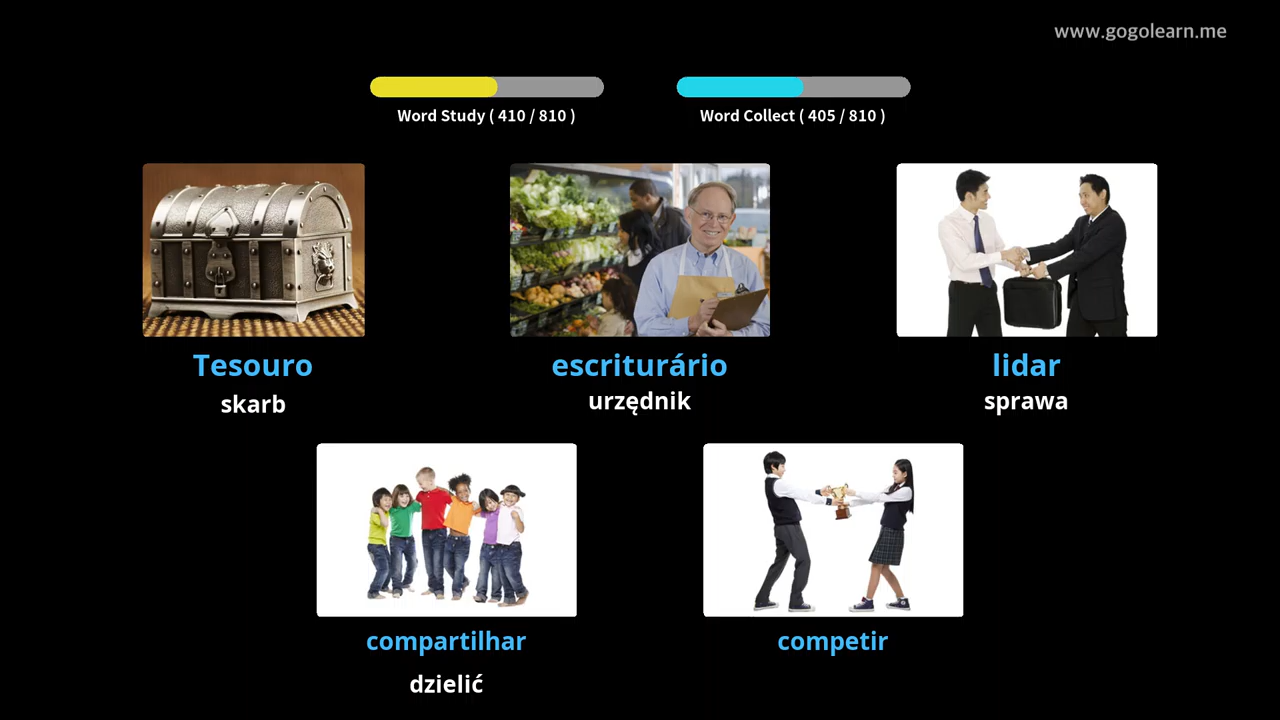 www.gogolearn.me
Word Study ( 410 / 810 )
Word Collect ( 405 / 810 )
Tesouro
skarb
escriturário
urzędnik
lidar
sprawa
compartilhar
dzielić
competir